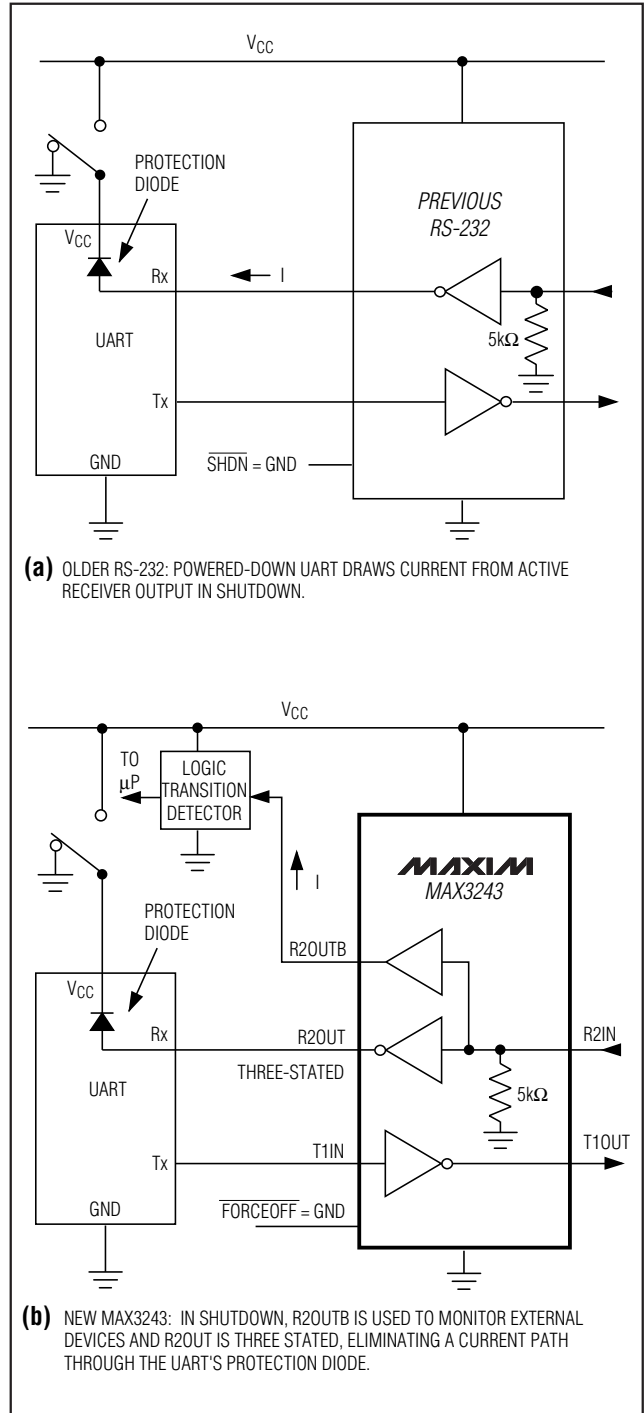 VCC
PROTECTION
DIODE
PREVIOUS
RS-232
VCC
Rx
I
5kΩ
UART
Tx
GND
SHDN = GND
(a) OLDER RS-232: POWERED-DOWN UART DRAWS CURRENT FROM ACTIVE
RECEIVER OUTPUT IN SHUTDOWN.
VCC
TO
μP
LOGIC
TRANSITION
DETECTOR
MAXIM
MAX3243
I
PROTECTION
DIODE
R2OUTB
VCC
Rx
R2OUT
R2IN
THREE-STATED
UART
5kΩ
T1IN
T1OUT
Tx
GND
FORCEOFF = GND
(b) NEW MAX3243: IN SHUTDOWN, R2OUTB IS USED TO MONITOR EXTERNAL
DEVICES AND R2OUT IS THREE STATED, ELIMINATING A CURRENT PATH
THROUGH THE UART'S PROTECTION DIODE.